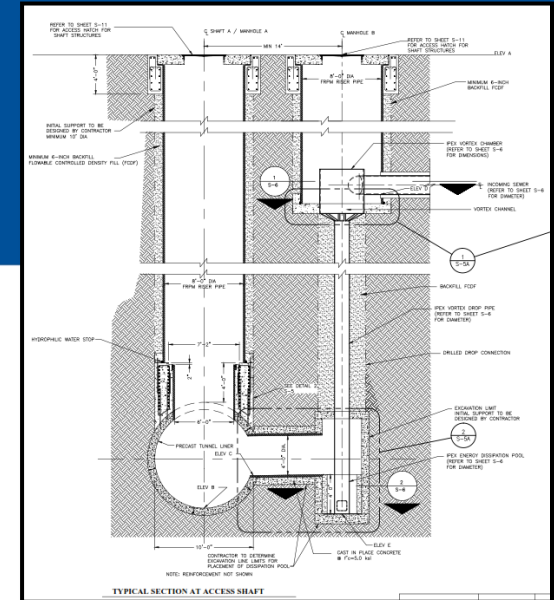 REFER TO SHEET S-11
FOR ACCESS HATCH FOR
SHAFT STRUCTURES
SHAFT A / MANHOLE A
MIN 14'
MANHOLE B
REFER TO SHEET S-11
FOR ACCESS HATCH FOR
SHAFT STRUCTURES
ELEV A
4'-0"
8'-0" DIA
FRPM RISER PIPE
MINIMUM 6-INCH
BACKFILL FCDF
INITIAL SUPPORT TO BE
DESIGNED BY CONTRACTOR
MINIMUM 10' DIA
MINIMUM 6-INCH BACKFILL
FLOWABLE CONTROLLED DENSITY FILL (FCDF)
IPEX VORTEX CHAMBER
(REFER TO SHEET S-6
FOR DIMENSIONS)
1
S-6
ELEV D
INCOMING SEWER
(REFER TO SHEET S-6
FOR DIAMETER)
VORTEX CHANNEL
1
S-5A
8'-0" DIA
FRPM RISER PIPE
BACKFILL FCDF
IPEX VORTEX DROP PIPE
(REFER TO SHEET S-6
FOR DIAMETER)
HYDROPHILIC WATER STOP
7'-2"
2"
DRILLED DROP CONNECTION
SEE DETAIL
6'-0"
EXCAVATION LIMIT
INITIAL SUPPORT TO BE
DESIGNED BY CONTRACTOR
PRECAST TUNNEL LINER
ELEV C
2
S-5A
IPEX ENERGY DISSIPATION POOL
(REFER TO SHEET S-6
FOR DIAMETER)
ELEV B
S-6
ELEV E
10'-0"
CAST IN PLACE CONCRETE
@ f'c=5.0 ksi
CONTRACTOR TO DETERMINE
EXCAVATION LINE LIMITS FOR
PLACEMENT OF DISSIPATION POOL
NOTE: REINFORCEMENT NOT SHOWN
TYPICAL SECTION AT ACCESS SHAFT